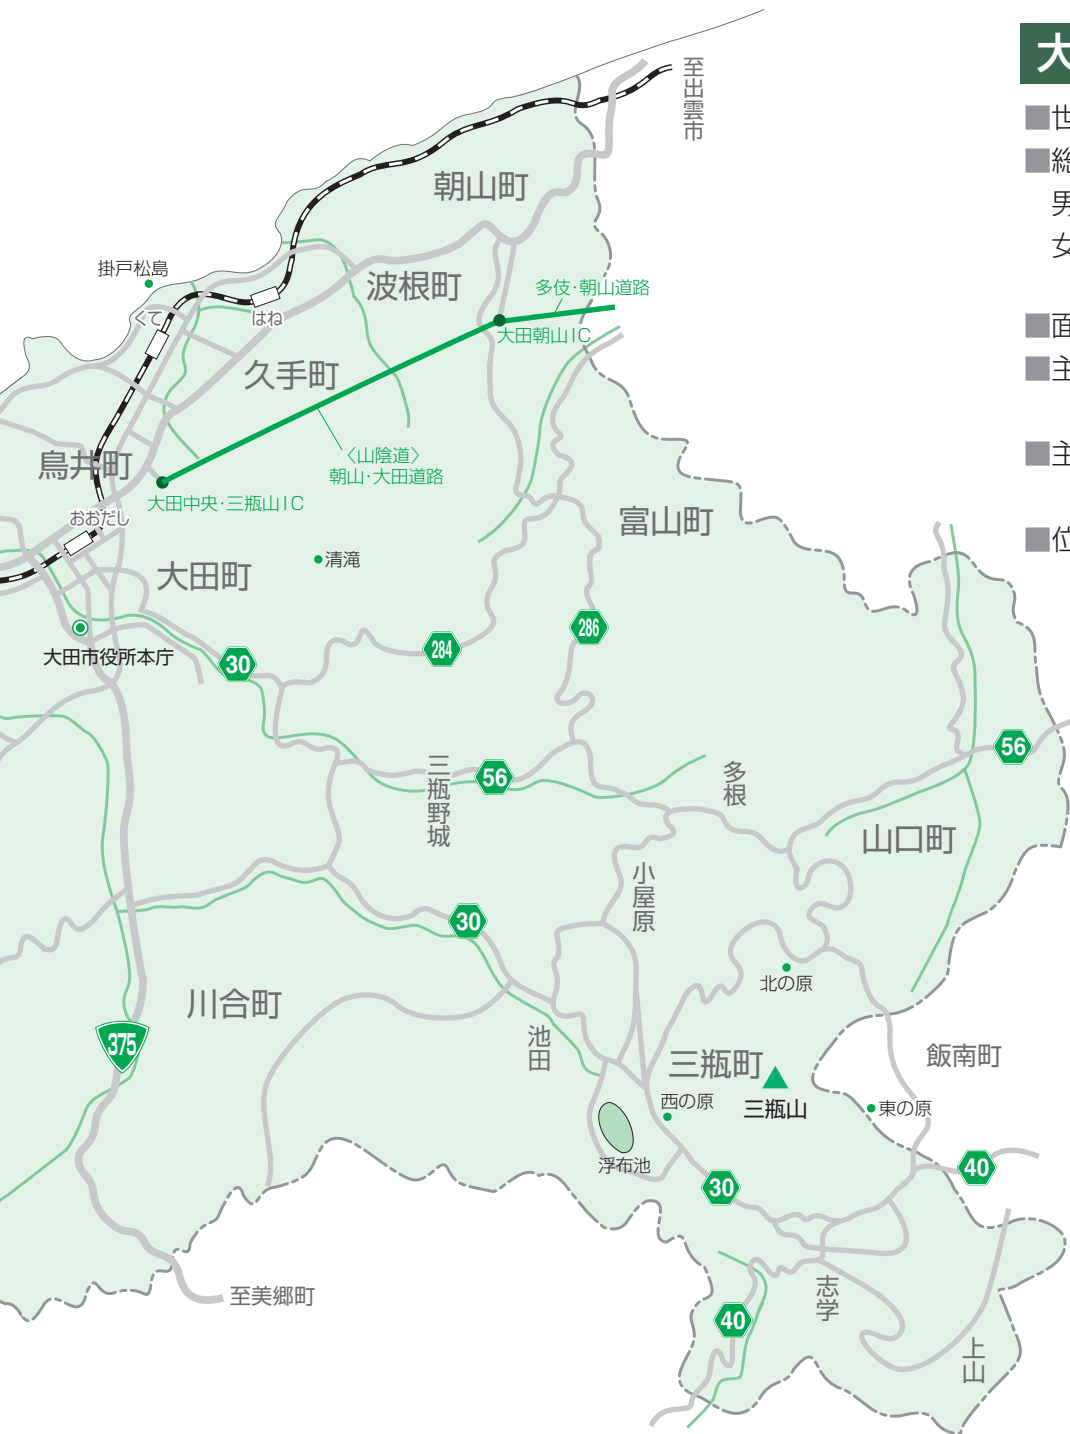 至出雲市
大
■世
■総
男
女
■面
■主
■主
■位
朝山町
掛戸松島
波根町
多伎・朝山道路
くて
はね
大田朝山IC
久手町
鳥井町
〈山陰道〉
朝山・大田道路
大田中央・三瓶山IC
おおだし
富山町
清滝
大田町
286
284
大田市役所本庁
30
56
三瓶野城
56
多根
山口町
小屋原
30
北の原
川合町
375
池田
三瓶町
飯南町
西の原
三瓶山
東の原
浮布池
40
30
至美郷町
志学
40
上山